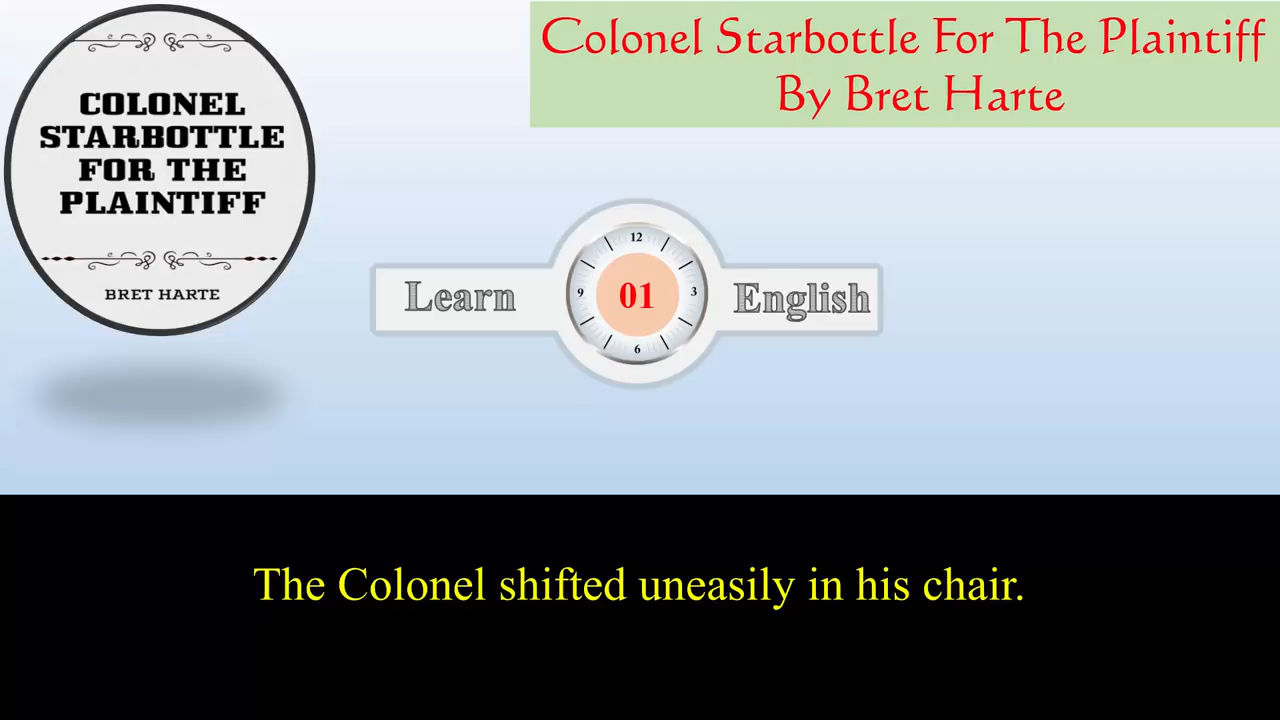 COLONEL
STARBOTTLE
FOR THE
PLAINTIFF
BRET HARTE
Colonel Starbottle For The Plaintiff
By Bret Harte
12
9
3
6
Learn
01
English
The Colonel shifted uneasily in his chair.